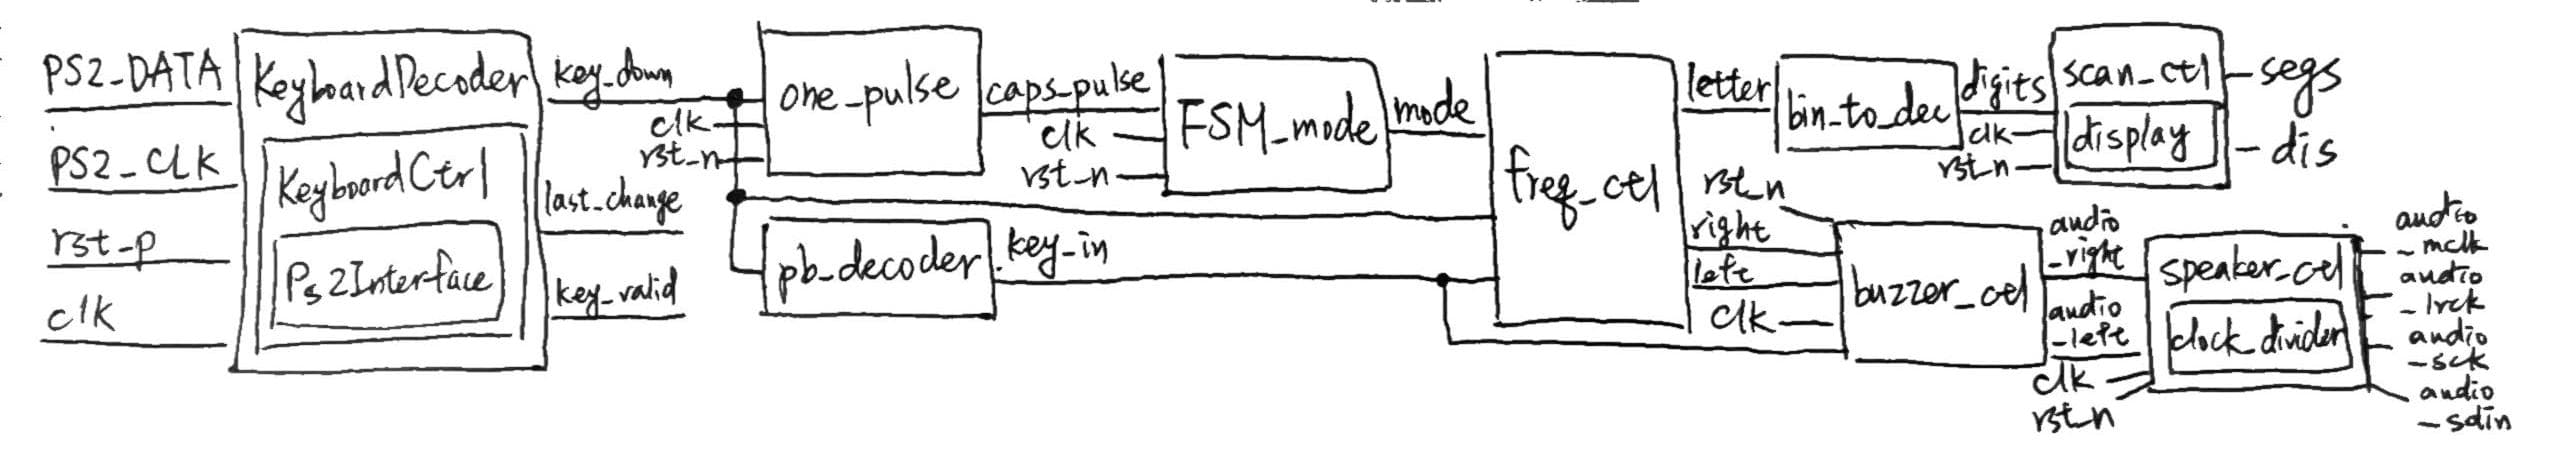 PS2_DATA
PS2_CLK
rst_p
clk
KeyboardDecoder
KeyboardCtrl
Ps2Interface
key_down
last_change
key_valid
clk
rst_n
one_pulse
pb_decoder
caps_pulse
clk
rst_n
key_in
FSM_mode
mode
freq_ctl
letter
rst_n
right
left
clk
bin_to_dec
buzzer_ctl
digits
clk
rst_n
scan_ctl
display
segs
dis
audio
_right
audio
_left
clk
rst_n
speaker_ctl
clock_divider
audio
_mclk
audio
_lrck
audio
_sck
audio
_sdin